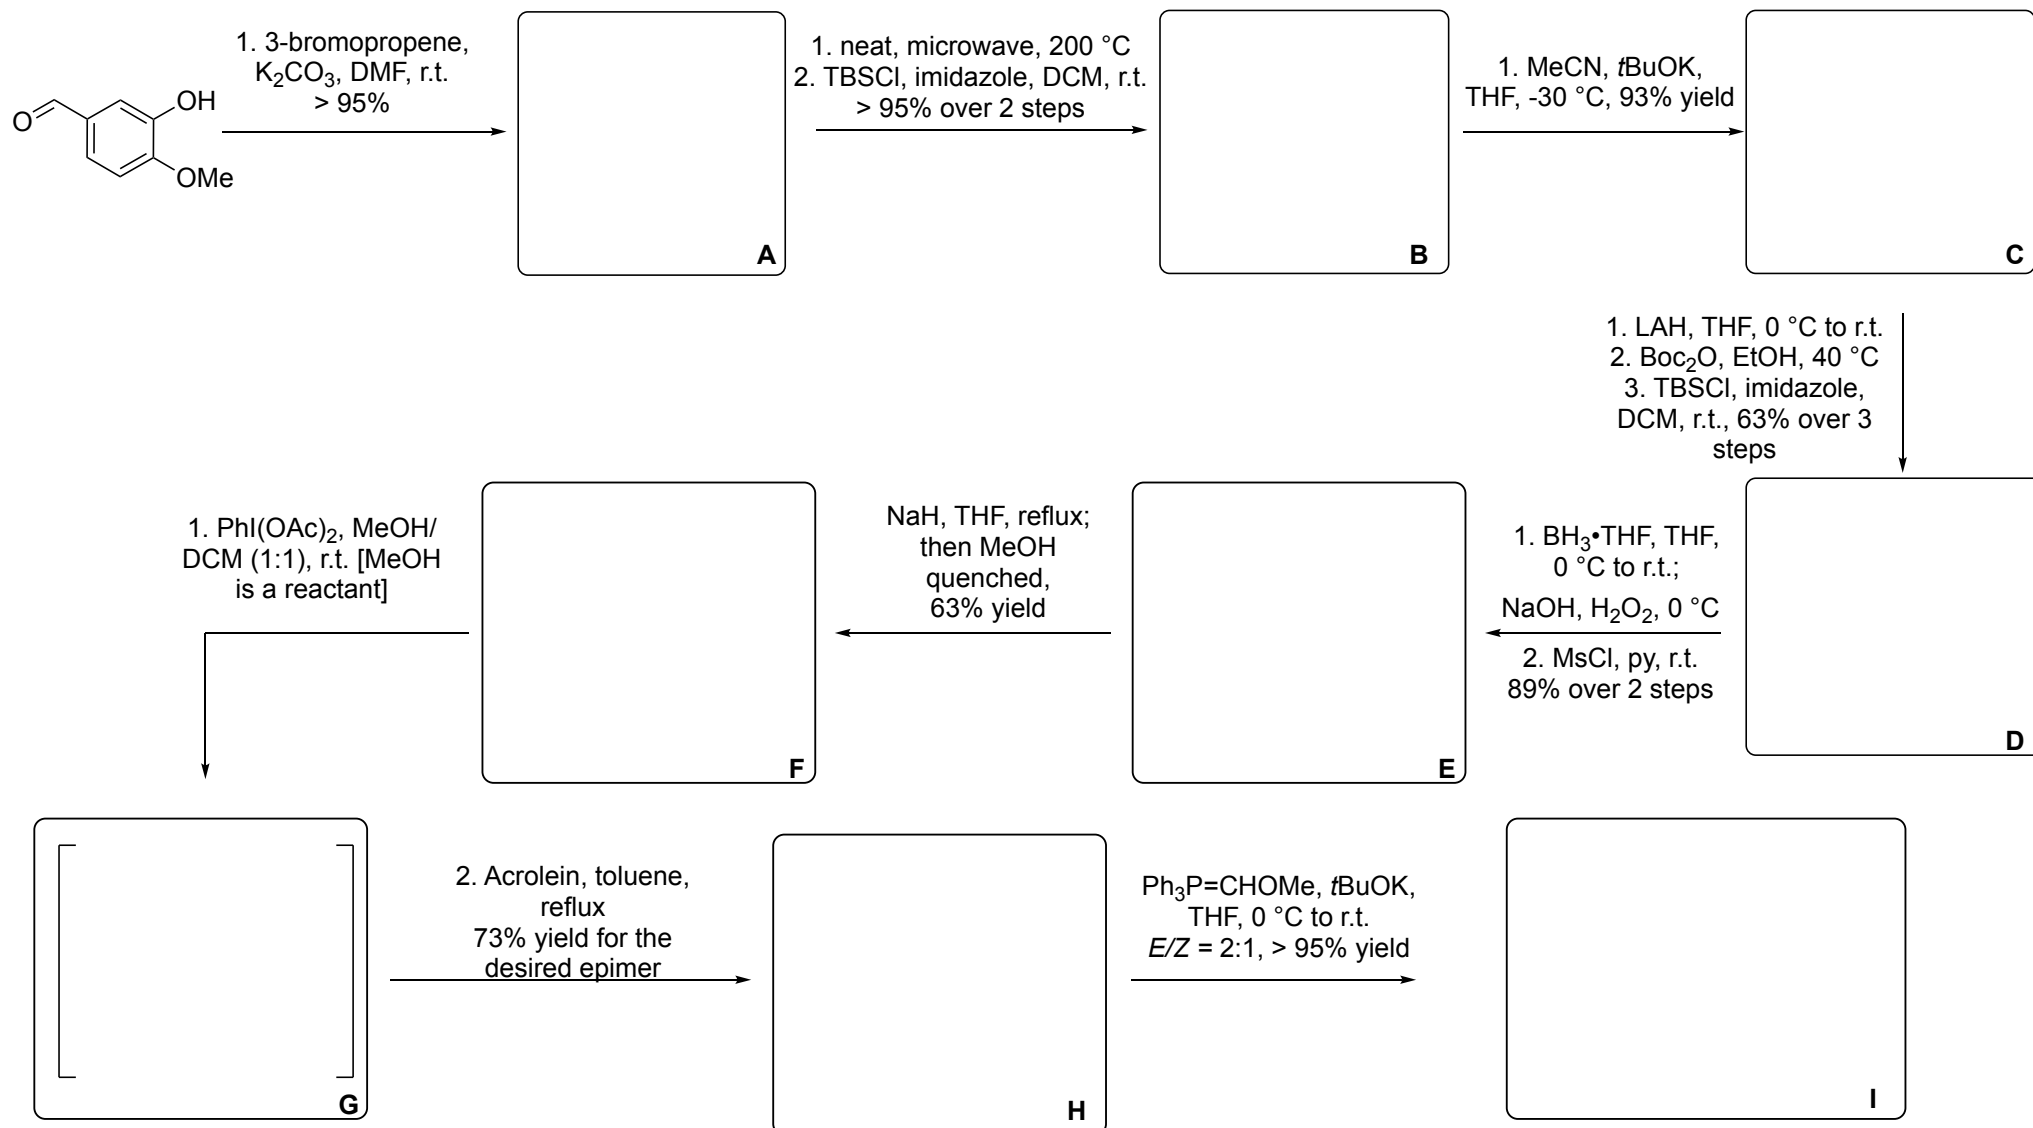 1. 3-bromopropene,
K₂CO₃, DMF, r.t.
> 95%
O
OH
OMe
A
1. neat, microwave, 200 °C
2. TBSCl, imidazole, DCM, r.t.
> 95% over 2 steps
B
1. MeCN, tBuOK,
THF, -30 °C, 93% yield
C
1. LAH, THF, 0 °C to r.t.
2. Boc₂O, EtOH, 40 °C
3. TBSCl, imidazole,
DCM, r.t., 63% over 3
steps
D
1. BH₃•THF, THF,
0 °C to r.t.;
NaOH, H₂O₂, 0 °C
2. MsCl, py, r.t.
89% over 2 steps
E
NaH, THF, reflux;
then MeOH
quenched,
63% yield
F
1. PhI(OAc)₂, MeOH/
DCM (1:1), r.t. [MeOH
is a reactant]
G
2. Acrolein, toluene,
reflux
73% yield for the
desired epimer
H
Ph₃P=CHOMe, tBuOK,
THF, 0 °C to r.t.
E/Z = 2:1, > 95% yield
I